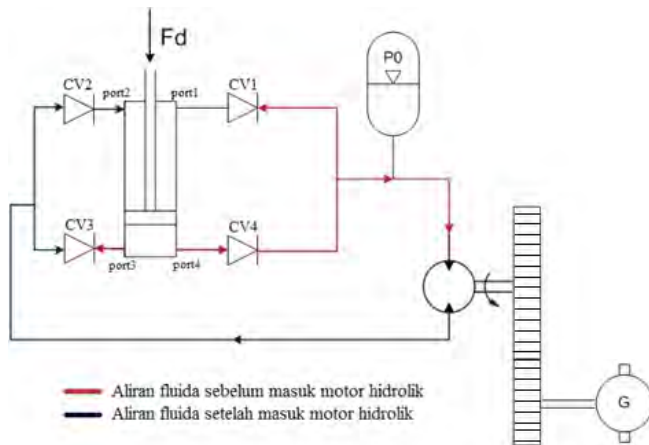 Fd
P0
CV2
port2
port1
CV1
CV3
port3
port4
CV4
G
Aliran fluida sebelum masuk motor hidrolik
Aliran fluida setelah masuk motor hidrolik